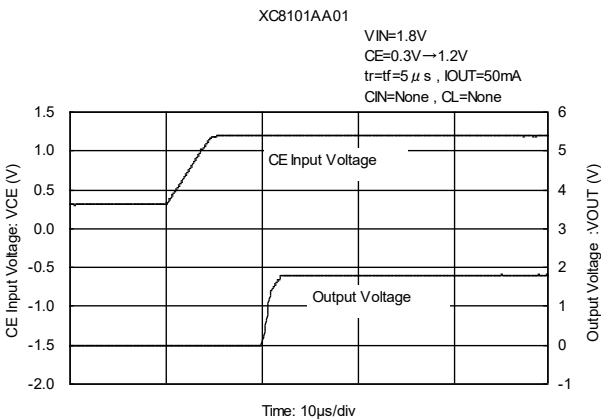 XC8101AA01
VIN=1.8V
CE=0.3V→1.2V
tr=tf=5μs , IOUT=50mA
CIN=None , CL=None
1.5
1.0
0.5
0.0
-0.5
-1.0
-1.5
-2.0
CE Input Voltage: VCE (V)
CE Input Voltage
Output Voltage
6
5
4
3
2
1
0
-1
Output Voltage :VOUT (V)
Time: 10μs/div